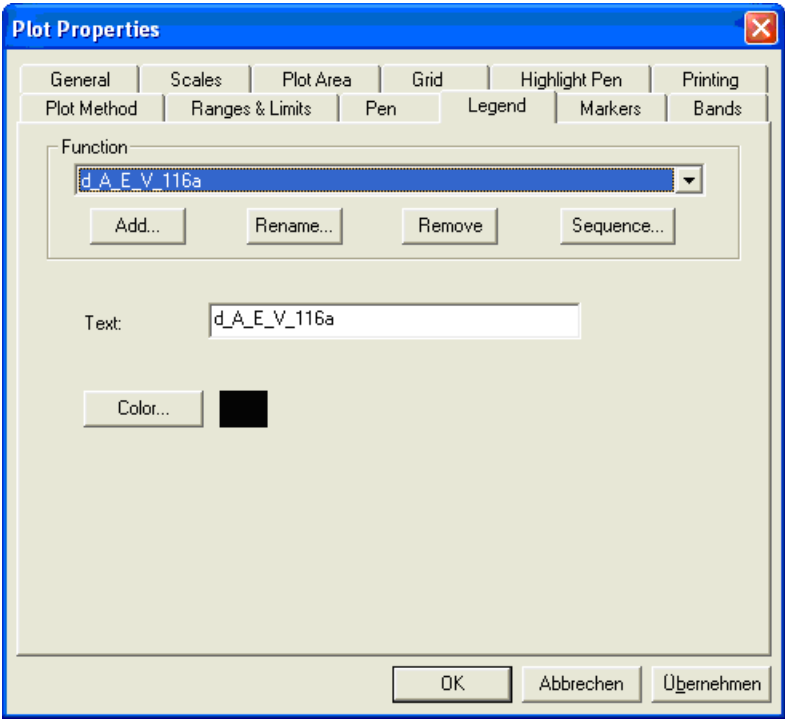 Plot Properties
General Scales Plot Area Grid Highlight Pen Printing
Plot Method Ranges & Limits Pen Legend Markers Bands
Function
d_A_E_V_116a
Add... Rename... Remove Sequence...
Text: d_A_E_V_116a
Color...
OK Abbrechen Übernehmen